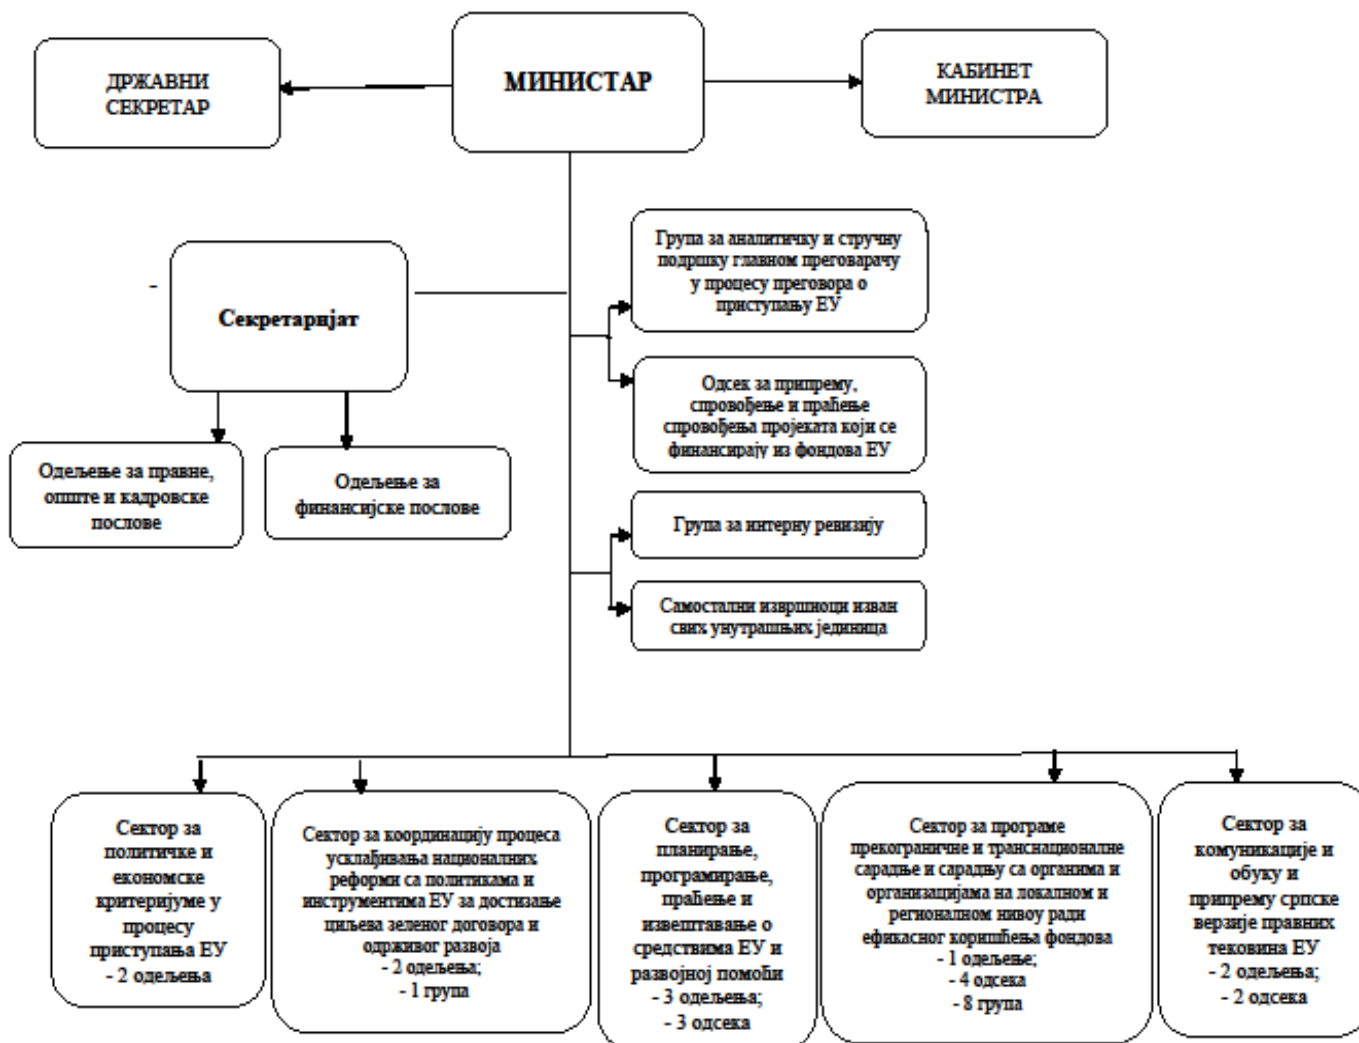 ДРЖАВНИ
СЕКРЕТАР
МИНИСТАР
КАБИНЕТ
МИНИСТРА
Група за аналитичку и стручну
подршку главном преговарачу
у процесу преговора о
приступању ЕУ
-
Секретаријат
Одсек за припрему,
спровођење и праћење
спровођења пројеката који се
финансирају из фондова ЕУ
Одељење за правне,
опште и кадровске
послове
Одељење за
финансијске послове
Група за интерну ревизију
Самостални извршиоци изван
свих унутрашњих јединица
Сектор за
политичке и
економске
критеријуме у
процесу
приступања ЕУ
- 2 одељења
Сектор за координацију процеса
усклађивања националних
реформи са политикама и
инструментима ЕУ за достизање
циљева зеленог договора и
одрживог развоја
- 2 одељења;
- 1 група
Сектор за
планирање,
програмирање,
праћење и
извештавање о
средствима ЕУ и
развојној помоћи
- 3 одељења;
- 3 одсека
Сектор за програме
прекограничне и транснационалне
сарадње и сарадњу са органима и
организацијама на локалном и
регионалном нивоу ради
ефикасног коришћења фондова
- 1 одељење;
- 4 одсека
- 8 група
Сектор за
комуникације и
обуку и
припрему српске
верзије правних
тековина ЕУ
- 2 одељења;
- 2 одсека